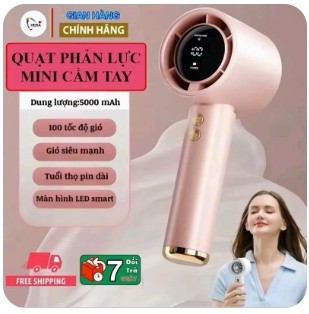 GIAN HÀNG
CHÍNH HÃNG
QUẠT PHẢN LỰC
MINI CẦM TAY
Dung lượng:5000 mAh
100 tốc độ gió
Gió siêu mạnh
Tuổi thọ pin dài
Màn hình LED smart
100
FREE SHIPPING
7
Đổi
Trả